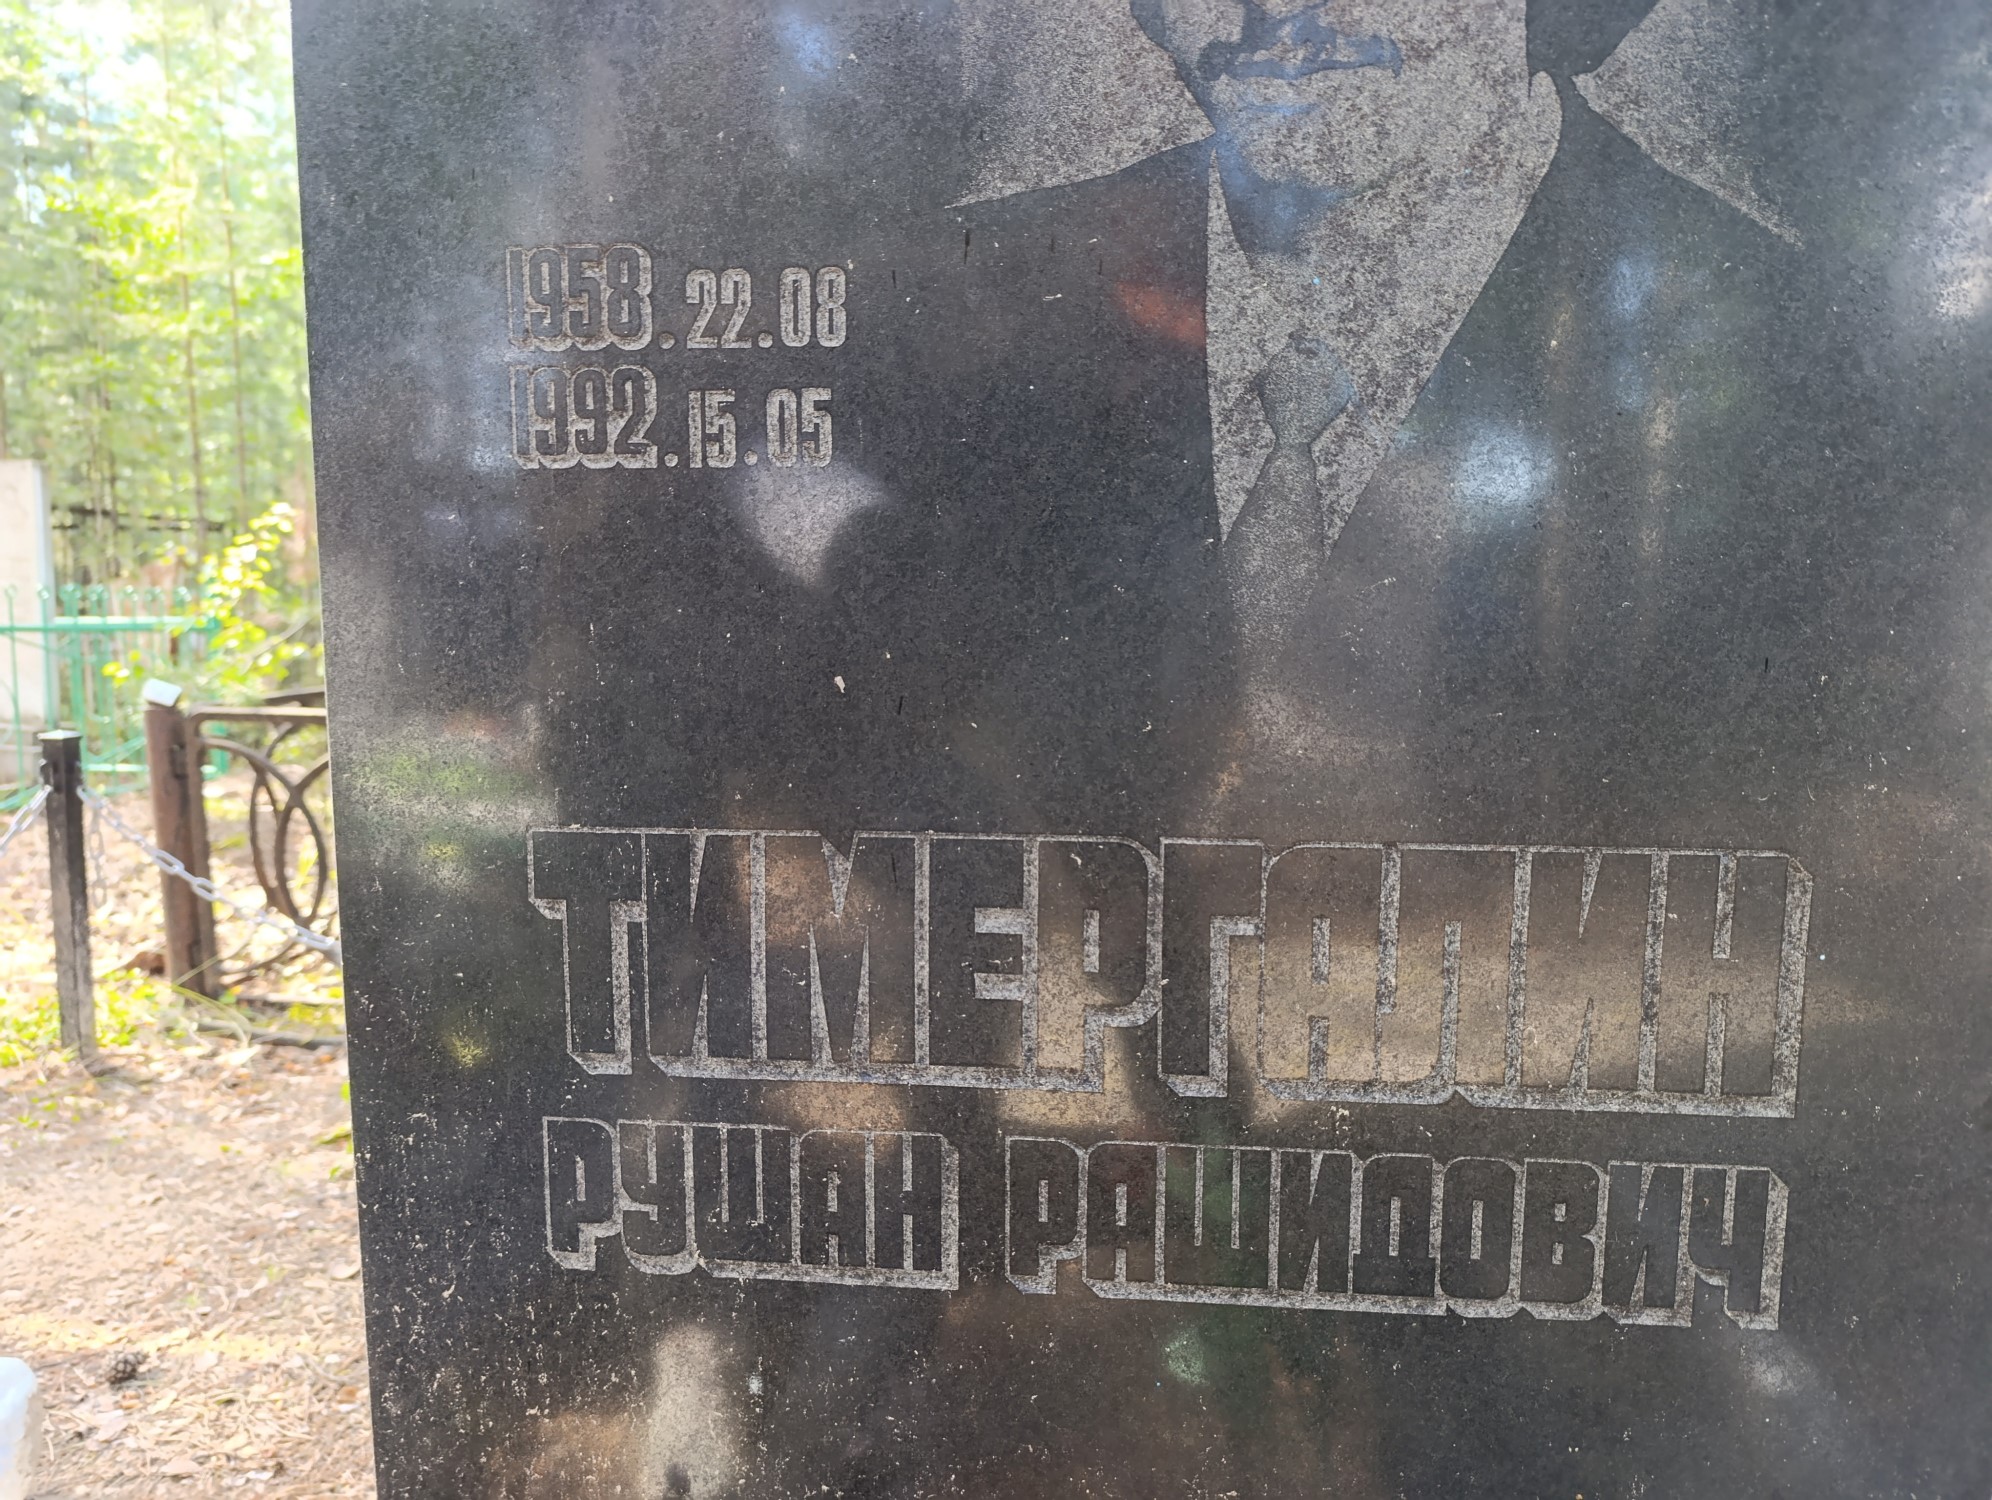 1958.22.08
1992.15.05
ТИМЕРГАЛИН
РУШАН РАШИДОВИЧ